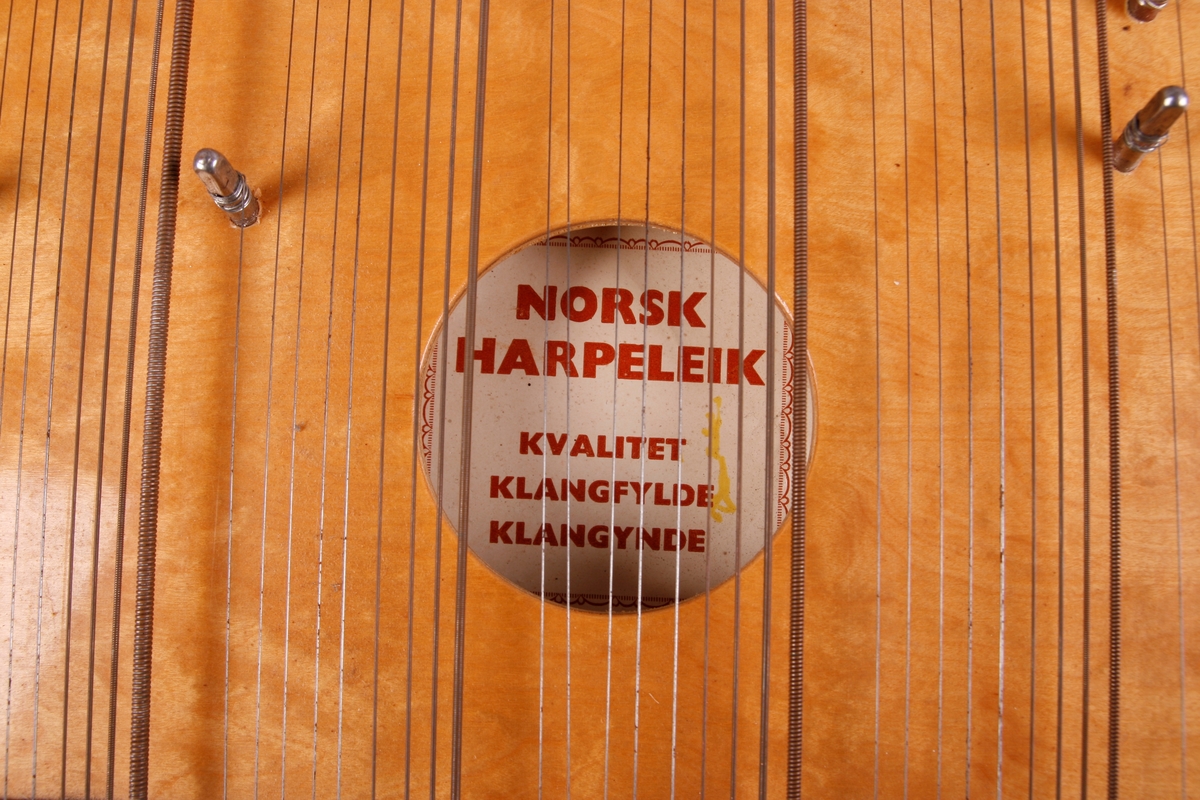 NORSK
HARPELEIK
KVALITET
KLANGFYLDE
KLANGYNDE